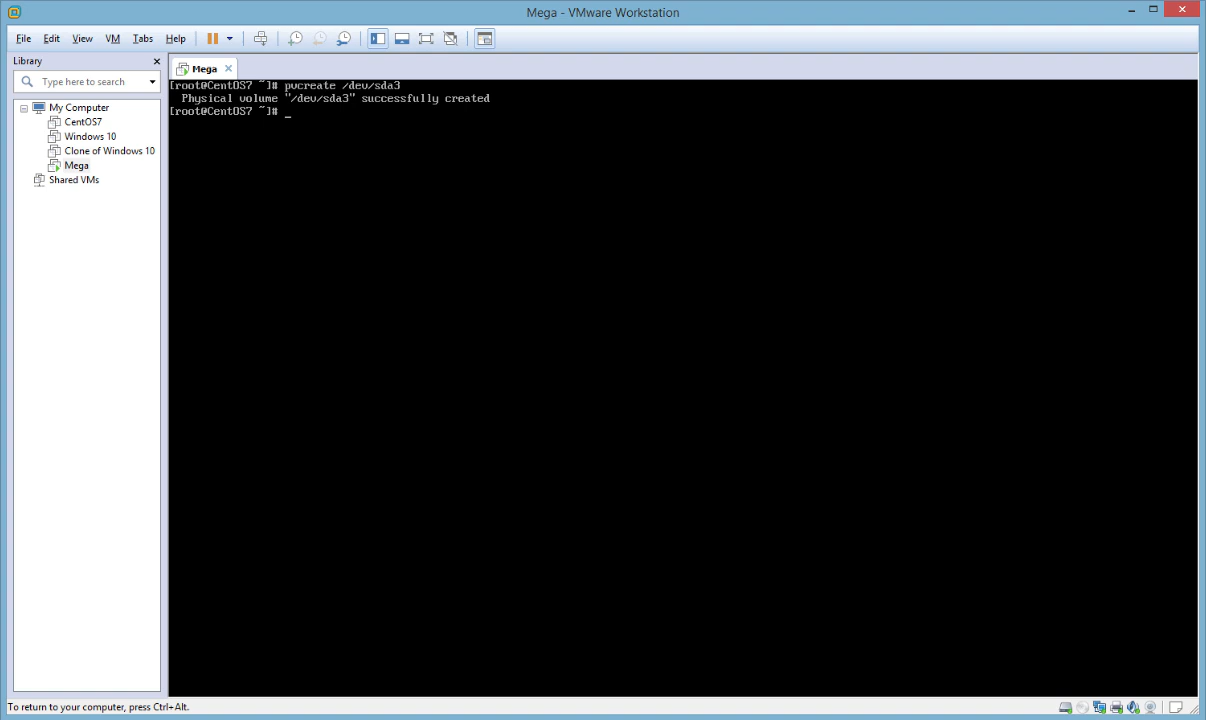 Mega - VMware Workstation
File Edit View VM Tabs Help
Library
Type here to search
My Computer
CentOS7
Windows 10
Clone of Windows 10
Mega
Shared VMs
Mega
[root@CentOS7 ~]# pvcreate /dev/sda3
Physical volume "/dev/sda3" successfully created
[root@CentOS7 ~]# _
To return to your computer, press Ctrl+Alt.